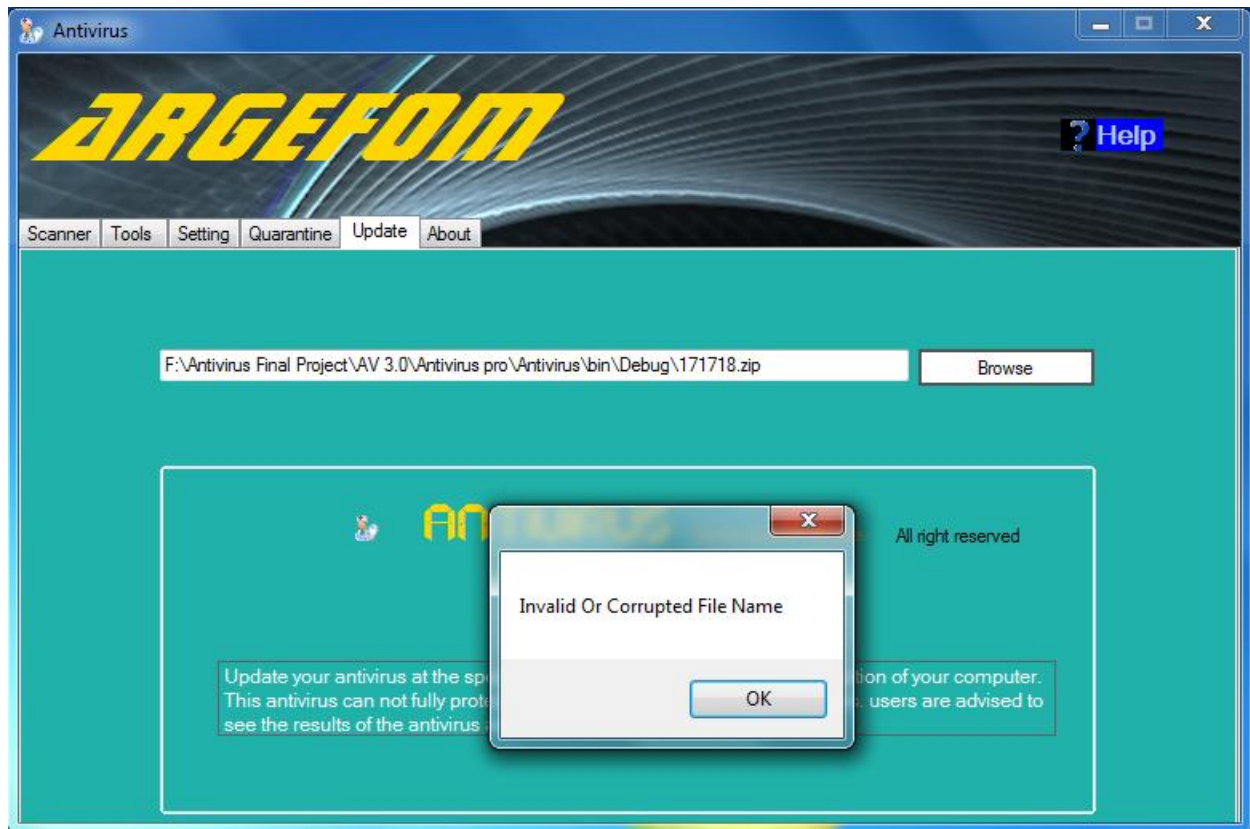 Antivirus
ARGEFOM
Help
Scanner Tools Setting Quarantine Update About
F:\Antivirus Final Project\AV 3.0\Antivirus pro\Antivirus\bin\Debug\171718.zip
Browse
All right reserved
Invalid Or Corrupted File Name
OK
Update your antivirus at the tion of your computer.
This antivirus can not fully users are advised to
see the results of the antivirus